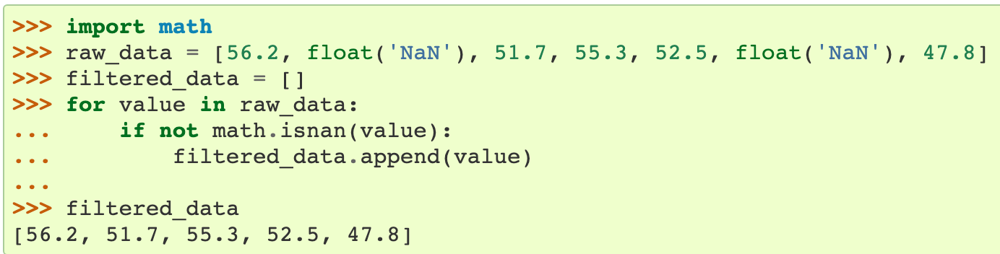 >>> import math
>>> raw_data = [56.2, float('NaN'), 51.7, 55.3, 52.5, float('NaN'), 47.8]
>>> filtered_data = []
>>> for value in raw_data:
...     if not math.isnan(value):
...         filtered_data.append(value)
...
>>> filtered_data
[56.2, 51.7, 55.3, 52.5, 47.8]